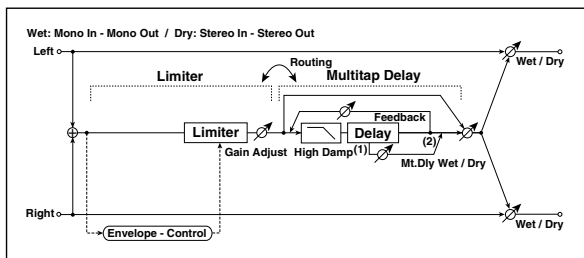 Wet: Mono In - Mono Out / Dry: Stereo In - Stereo Out
Left
Wet / Dry
Routing
Limiter
Multitap Delay
Feedback
Limiter
Delay
Gain Adjust
High Damp
(1)
(2)
Mt.Dly Wet / Dry
Right
Wet / Dry
Envelope - Control